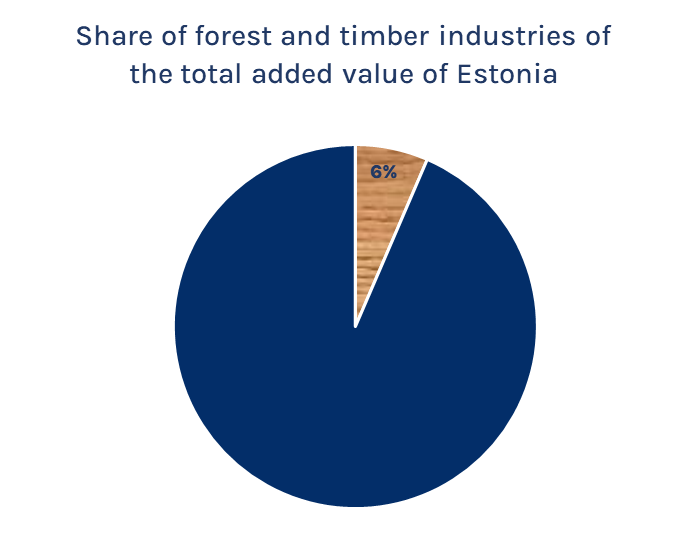 Share of forest and timber industries of
the total added value of Estonia
6%